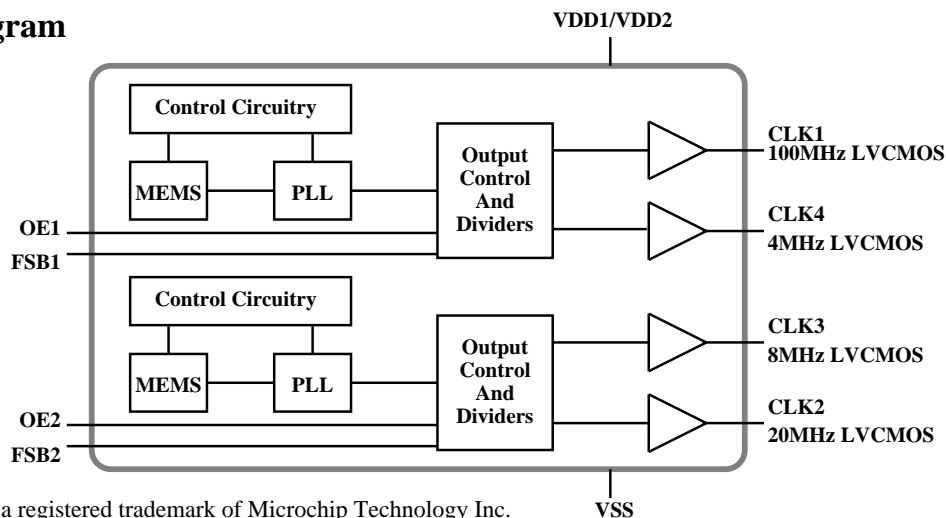 gram
VDD1/VDD2
Control Circuitry
MEMS
PLL
Output
Control
And
Dividers
CLK1
100MHz LVCMOS
CLK4
4MHz LVCMOS
OE1
FSB1
Control Circuitry
MEMS
PLL
Output
Control
And
Dividers
CLK3
8MHz LVCMOS
CLK2
20MHz LVCMOS
OE2
FSB2
a registered trademark of Microchip Technology Inc.
VSS